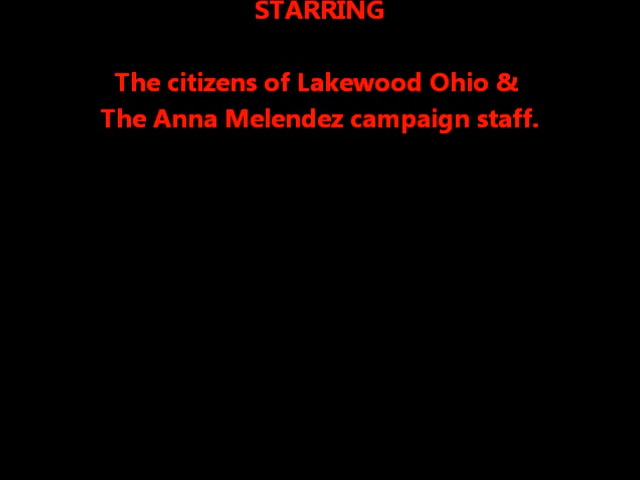 STARRING
The citizens of Lakewood Ohio &
The Anna Melendez campaign staff.